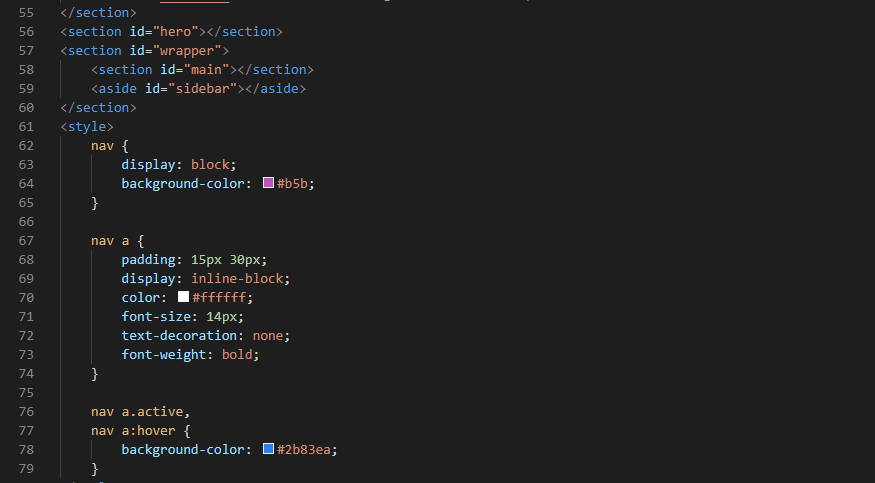 55 </section>
56 <section id="hero"></section>
57 <section id="wrapper">
58     <section id="main"></section>
59     <aside id="sidebar"></aside>
60 </section>
61 <style>
62     nav {
63         display: block;
64         background-color: #b5b;
65     }
66
67     nav a {
68         padding: 15px 30px;
69         display: inline-block;
70         color: #ffffff;
71         font-size: 14px;
72         text-decoration: none;
73         font-weight: bold;
74     }
75
76     nav a.active,
77     nav a:hover {
78         background-color: #2b83ea;
79     }